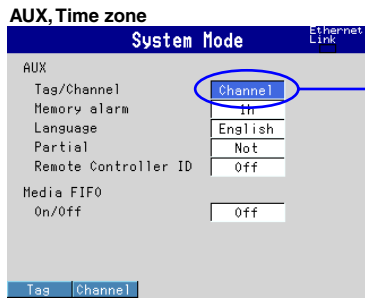 AUX, Time zone
System Mode
Ethernet
Link
AUX
Tag/Channel Channel
Memory alarm 1h
Language English
Partial Not
Remote Controller ID Off
Media FIFO
On/Off Off
Tag Channel